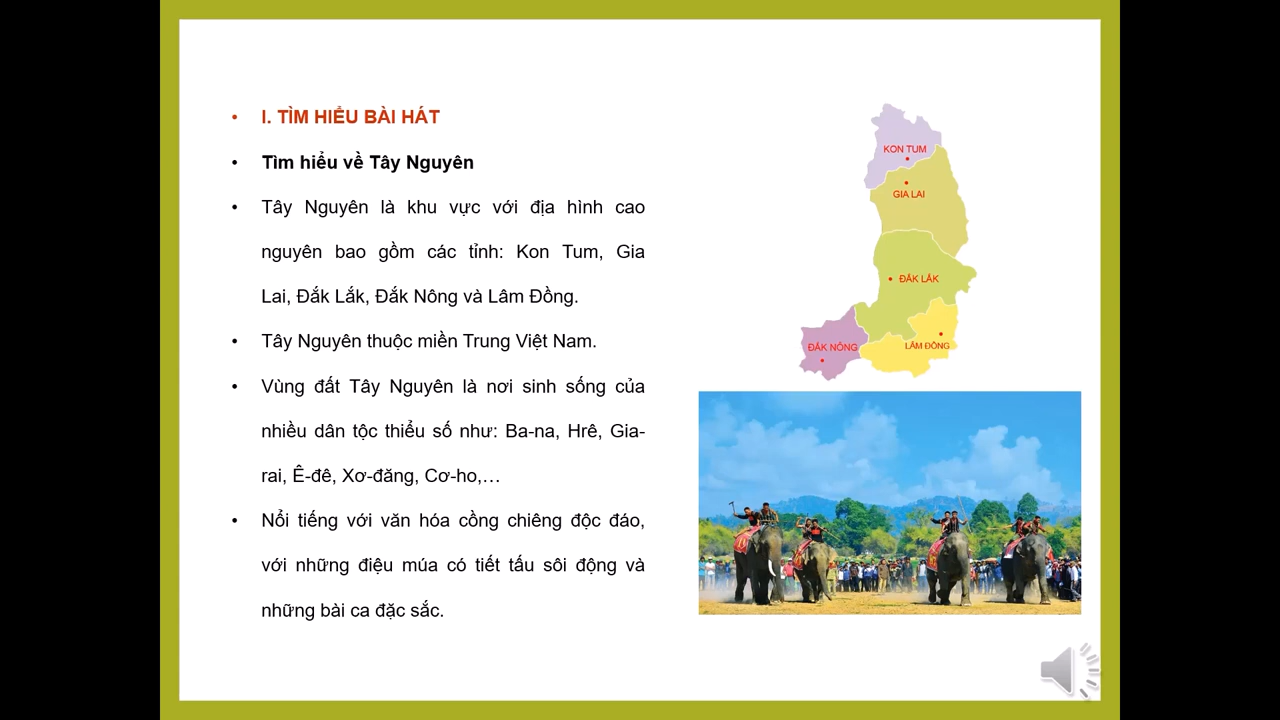 • I. TÌM HIỂU BÀI HÁT
• Tìm hiểu về Tây Nguyên
• Tây Nguyên là khu vực với địa hình cao
nguyên bao gồm các tỉnh: Kon Tum, Gia
Lai, Đắk Lắk, Đắk Nông và Lâm Đồng.
• Tây Nguyên thuộc miền Trung Việt Nam.
• Vùng đất Tây Nguyên là nơi sinh sống của
nhiều dân tộc thiểu số như: Ba-na, Hrê, Gia-
rai, Ê-đê, Xơ-đăng, Cơ-ho,…
• Nổi tiếng với văn hóa cồng chiêng độc đáo,
với những điệu múa có tiết tấu sôi động và
những bài ca đặc sắc.
KON TUM
GIA LAI
ĐẮK LẮK
ĐẮK NÔNG
LÂM ĐỒNG